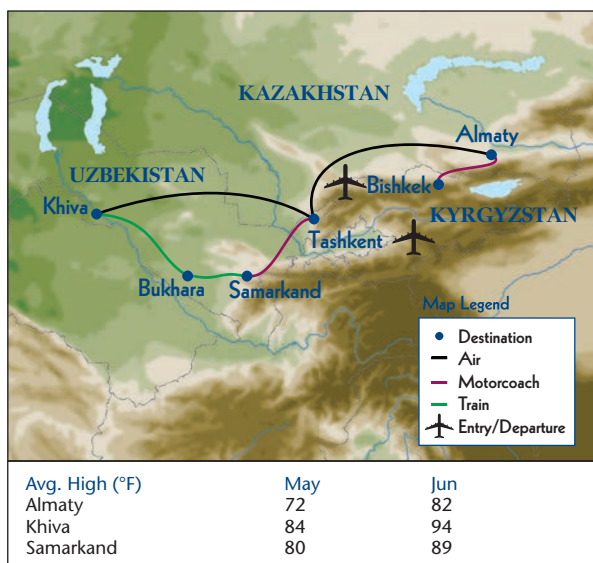 KAZAKHSTAN
Almaty
UZBEKISTAN
Bishkek
Khiva
KYRGYZSTAN
Tashkent
Bukhara
Samarkand
Map Legend
Destination
Air
Motorcoach
Train
Entry/Departure
Avg. High (°F) May Jun
Almaty 72 82
Khiva 84 94
Samarkand 80 89